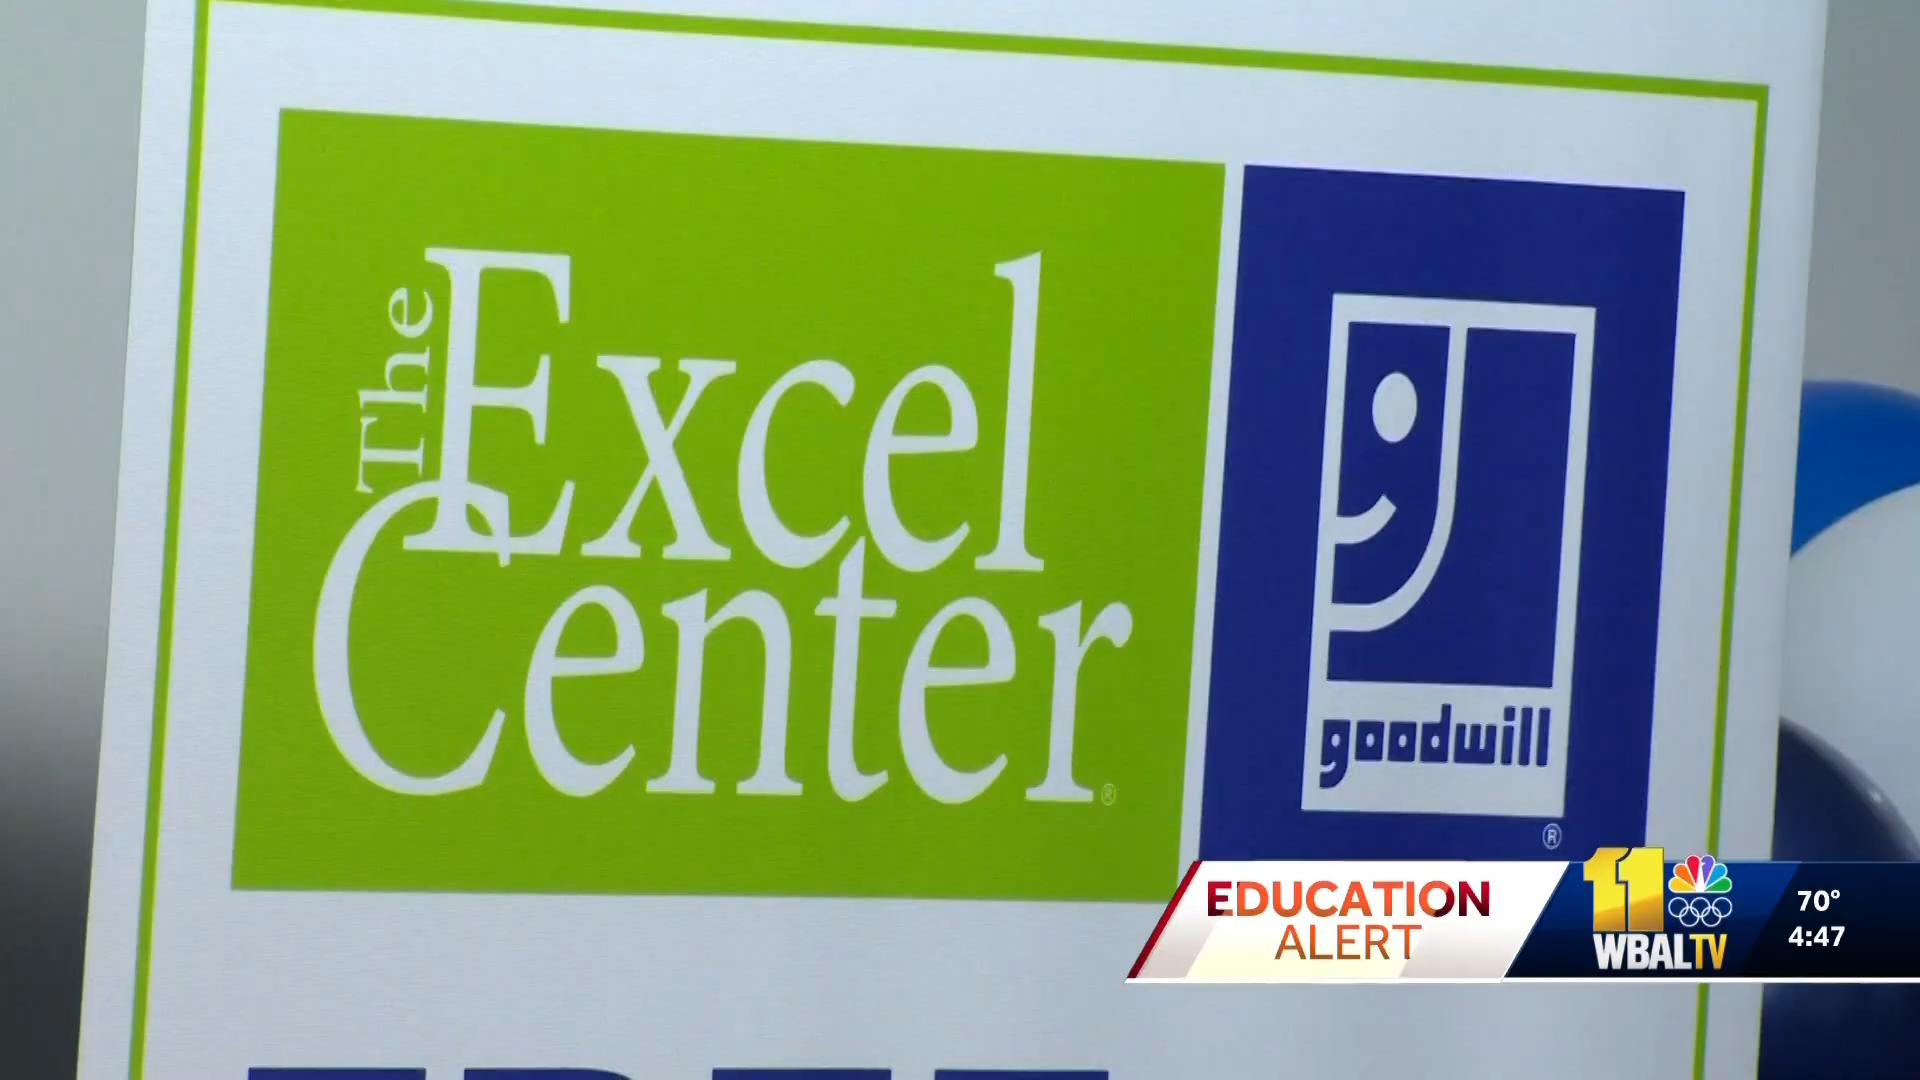 The
Excel
Center®
goodwill
®
EDUCATION
ALERT
11
WBALTV
70°
4:47